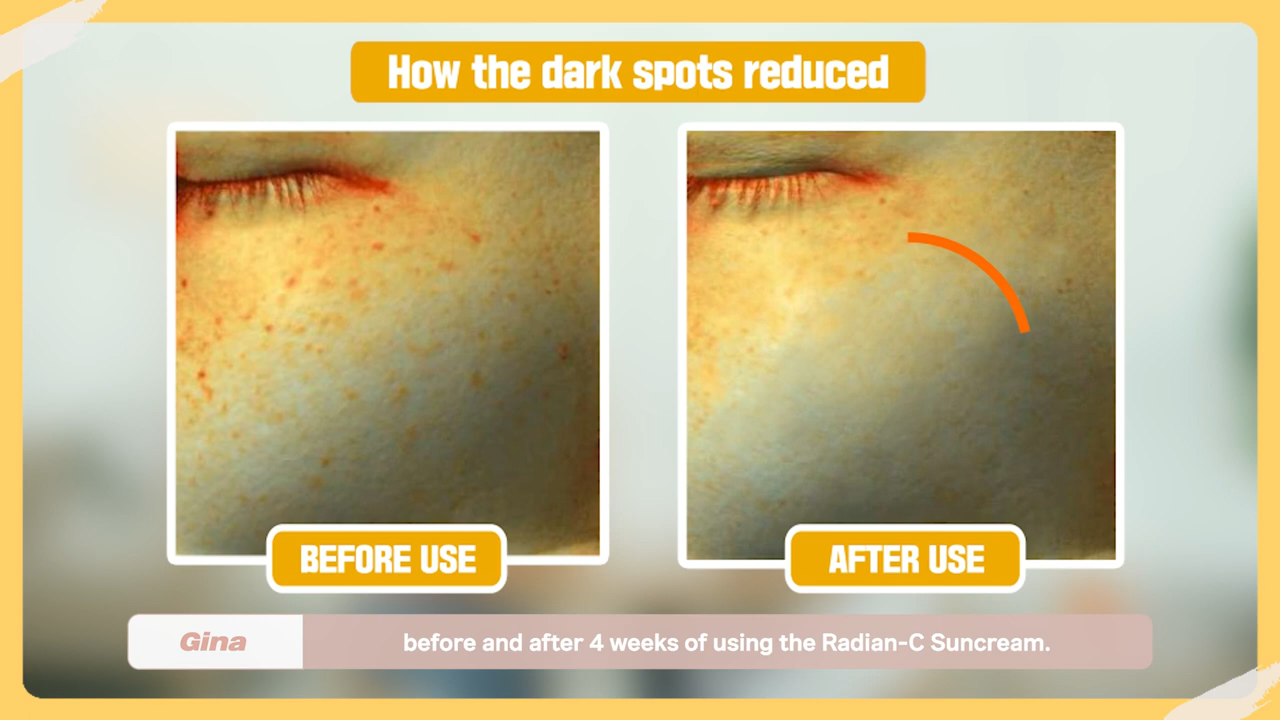 How the dark spots reduced
BEFORE USE
AFTER USE
Gina
before and after 4 weeks of using the Radian-C Suncream.